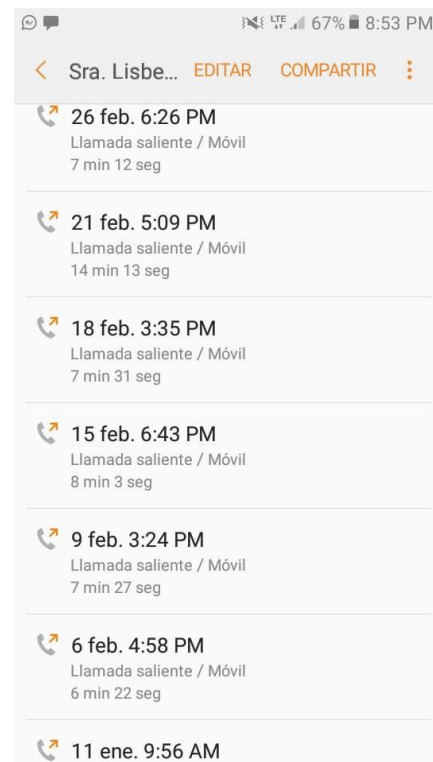 LTE 67% 8:53 PM
Sra. Lisbe... EDITAR COMPARTIR
26 feb. 6:26 PM
Llamada saliente / Móvil
7 min 12 seg
21 feb. 5:09 PM
Llamada saliente / Móvil
14 min 13 seg
18 feb. 3:35 PM
Llamada saliente / Móvil
7 min 31 seg
15 feb. 6:43 PM
Llamada saliente / Móvil
8 min 3 seg
9 feb. 3:24 PM
Llamada saliente / Móvil
7 min 27 seg
6 feb. 4:58 PM
Llamada saliente / Móvil
6 min 22 seg
11 ene. 9:56 AM